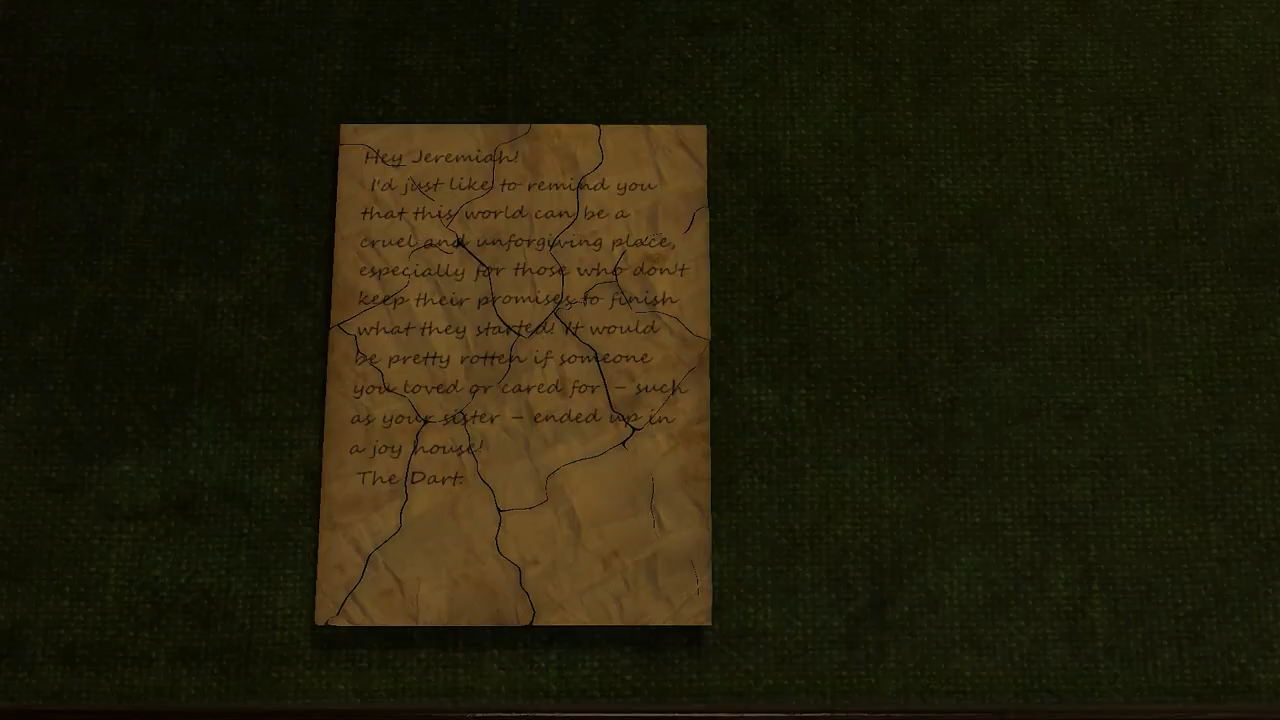 Hey Jeremiah!
I'd just like to remind you
that this world can be a
cruel and unforgiving place,
especially for those who don't
keep their promises to finish
what they started! It would
be pretty rotten if someone
you loved or cared for – such
as your sister – ended up in
a joy house!
The Dart.